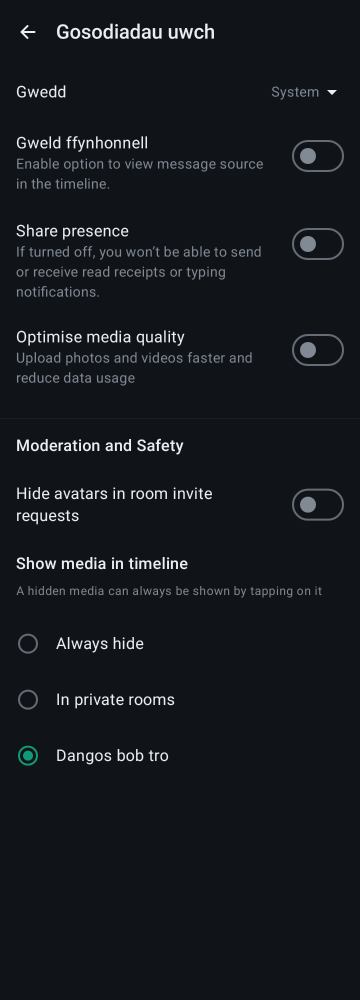 Gosodiadau uwch
Gwedd
System
Gweld ffynhonnell
Enable option to view message source
in the timeline.
Share presence
If turned off, you won't be able to send
or receive read receipts or typing
notifications.
Optimise media quality
Upload photos and videos faster and
reduce data usage
Moderation and Safety
Hide avatars in room invite
requests
Show media in timeline
A hidden media can always be shown by tapping on it
Always hide
In private rooms
Dangos bob tro